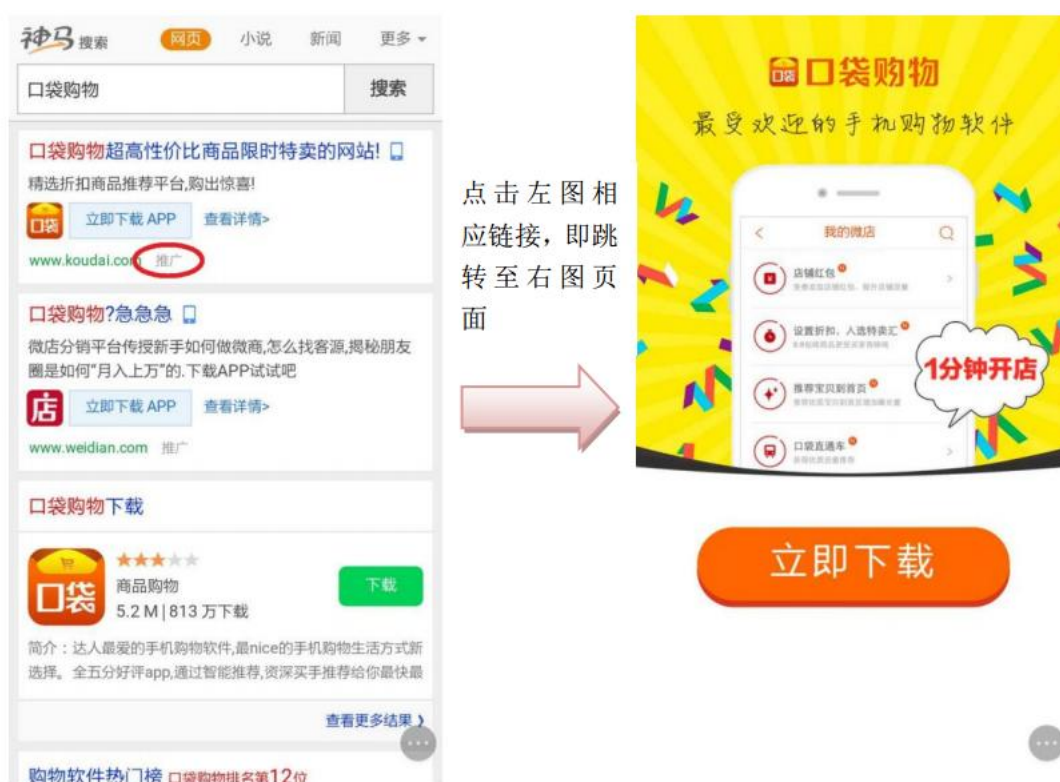 神马搜索 网页 小说 新闻 更多
口袋购物 搜索
口袋购物超高性价比商品限时特卖的网站!
精选折扣商品推荐平台,购出惊喜!
口袋 立即下载 APP 查看详情>
www.koudai.com 推广
口袋购物?急急急
微店分销平台传授新手如何做微商,怎么找客源,揭秘朋友
圈是如何“月入上万”的.下载APP试试吧
店 立即下载 APP 查看详情>
www.weidian.com 推广
口袋购物下载
口袋
商品购物
5.2 M|813 万下载
下载
简介：达人最爱的手机购物软件,最nice的手机购物生活方式新
选择。全五分好评app,通过智能推荐,资深买手推荐给你最快最
查看更多结果 》
购物软件热门榜 口袋购物排名第12位
点击左图相
应链接，即跳
转至右图页
面
口袋 口袋购物
最受欢迎的手机购物软件
我的微店
店铺红包
设置折扣，入选特卖汇
推荐宝贝到首页
口袋直通车
1分钟开店
立即下载